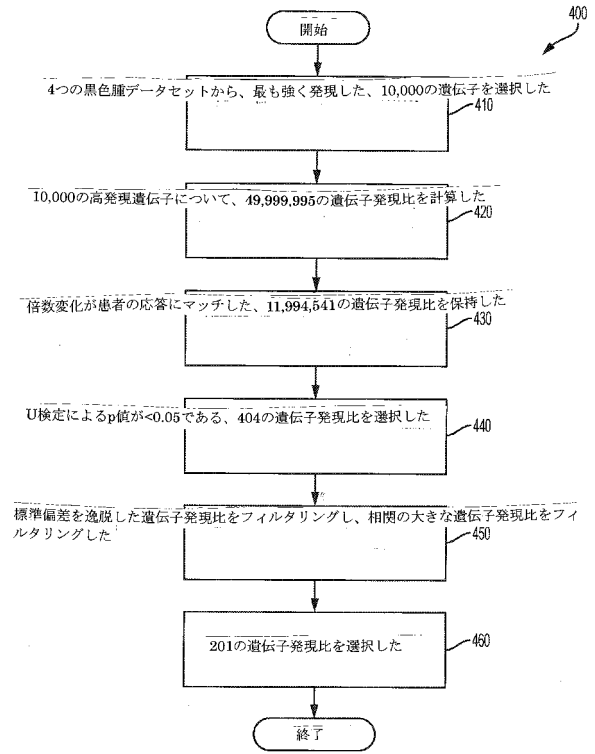 400
開始
4つの黒色腫データセットから、最も強く発現した、10,000の遺伝子を選択した
410
10,000の高発現遺伝子について、49,999,995の遺伝子発現比を計算した
420
倍数変化が患者の応答にマッチした、11,994,541の遺伝子発現比を保持した
430
U検定によるp値が<0.05である、404の遺伝子発現比を選択した
440
標準偏差を逸脱した遺伝子発現比をフィルタリングし、相関の大きな遺伝子発現比をフィ
ルタリングした
450
201の遺伝子発現比を選択した
460
終了